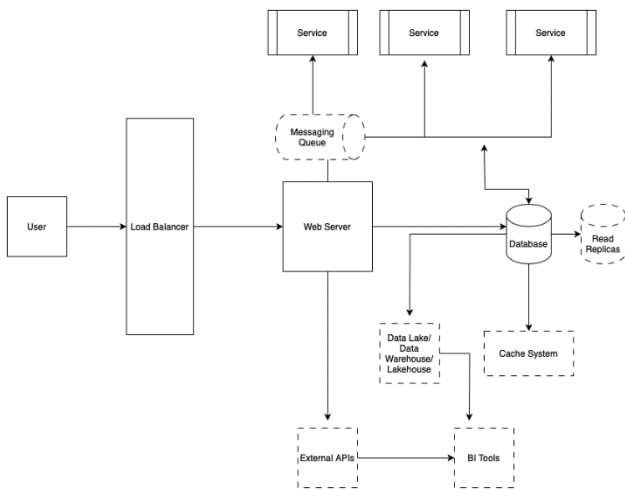 Service
Service
Service
Messaging
Queue
User
Load Balancer
Web Server
Database
Read
Replicas
Data Lake/
Data
Warehouse/
Lakehouse
Cache System
External APIs
BI Tools